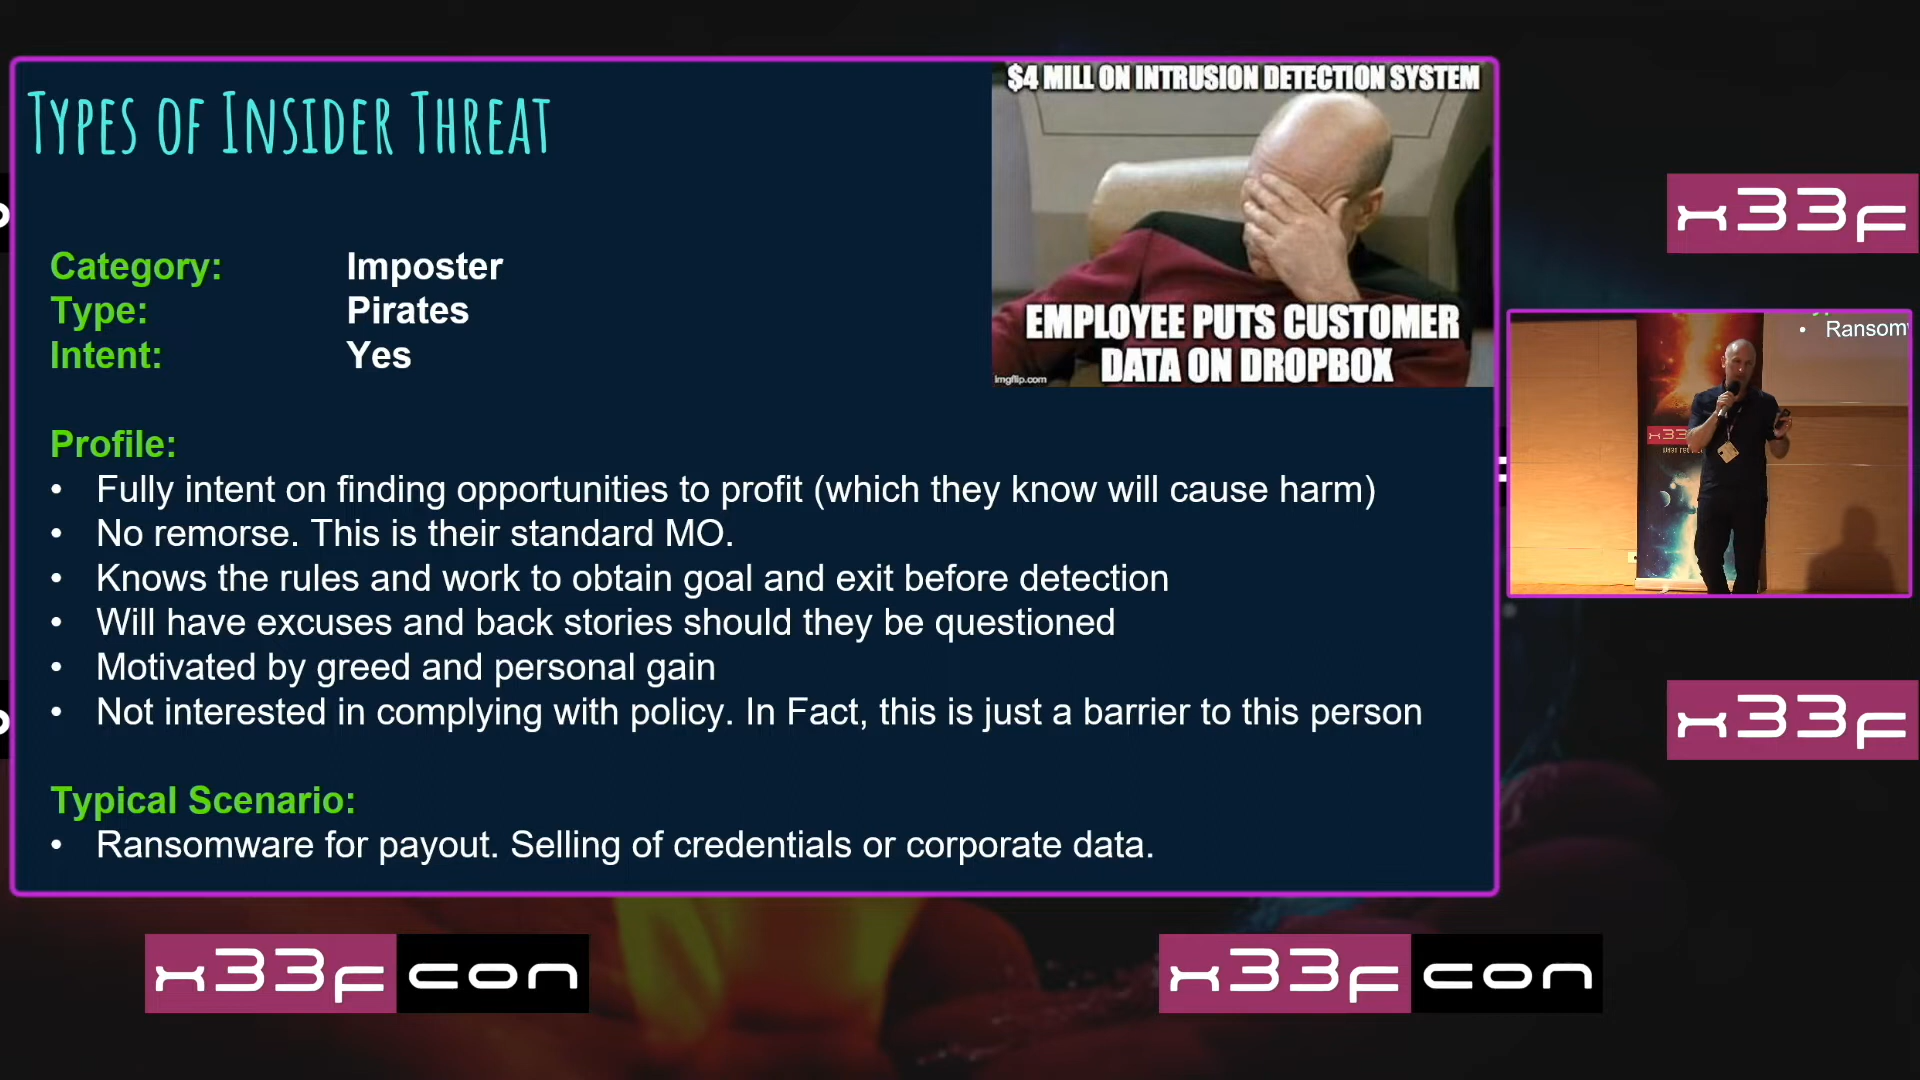 Types of Insider Threat
$4 MILL ON INTRUSION DETECTION SYSTEM
EMPLOYEE PUTS CUSTOMER
DATA ON DROPBOX
imgflip.com
Category: Imposter
Type: Pirates
Intent: Yes
Profile:
• Fully intent on finding opportunities to profit (which they know will cause harm)
• No remorse. This is their standard MO.
• Knows the rules and work to obtain goal and exit before detection
• Will have excuses and back stories should they be questioned
• Motivated by greed and personal gain
• Not interested in complying with policy. In Fact, this is just a barrier to this person
Typical Scenario:
• Ransomware for payout. Selling of credentials or corporate data.
x33f
• Ransom
x33
x33f
x33fcon
x33fcon